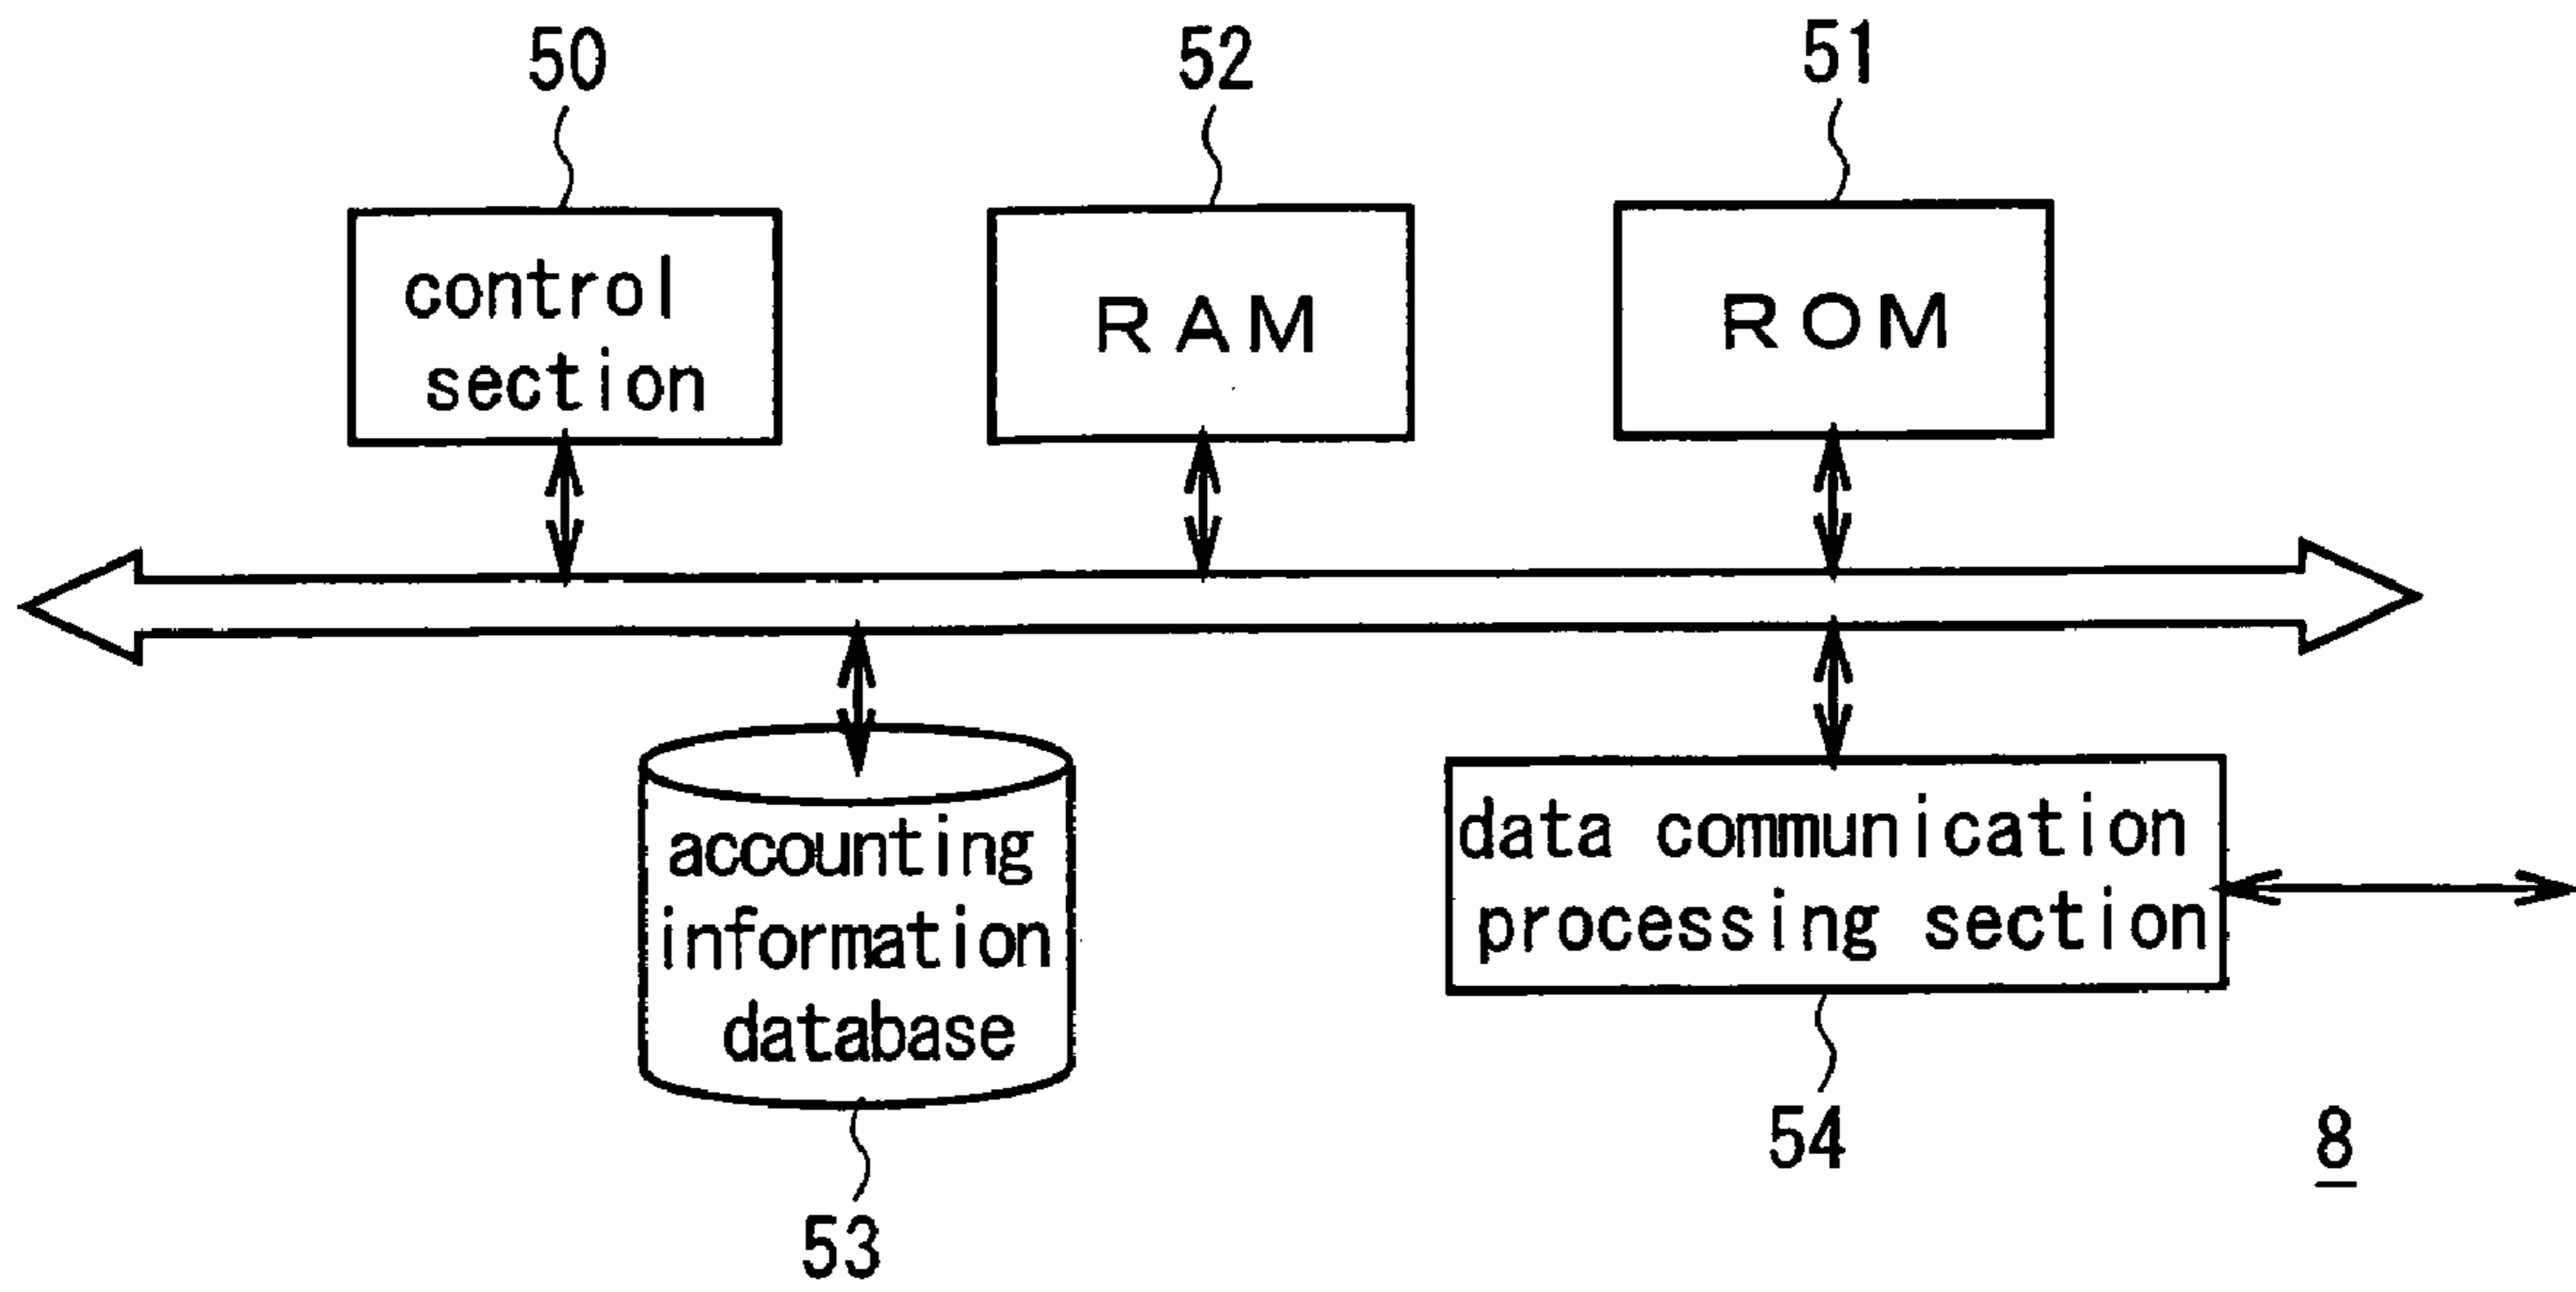 50
52
51
control
section
RAM
ROM
accounting
information
database
data communication
processing section
53
54
8